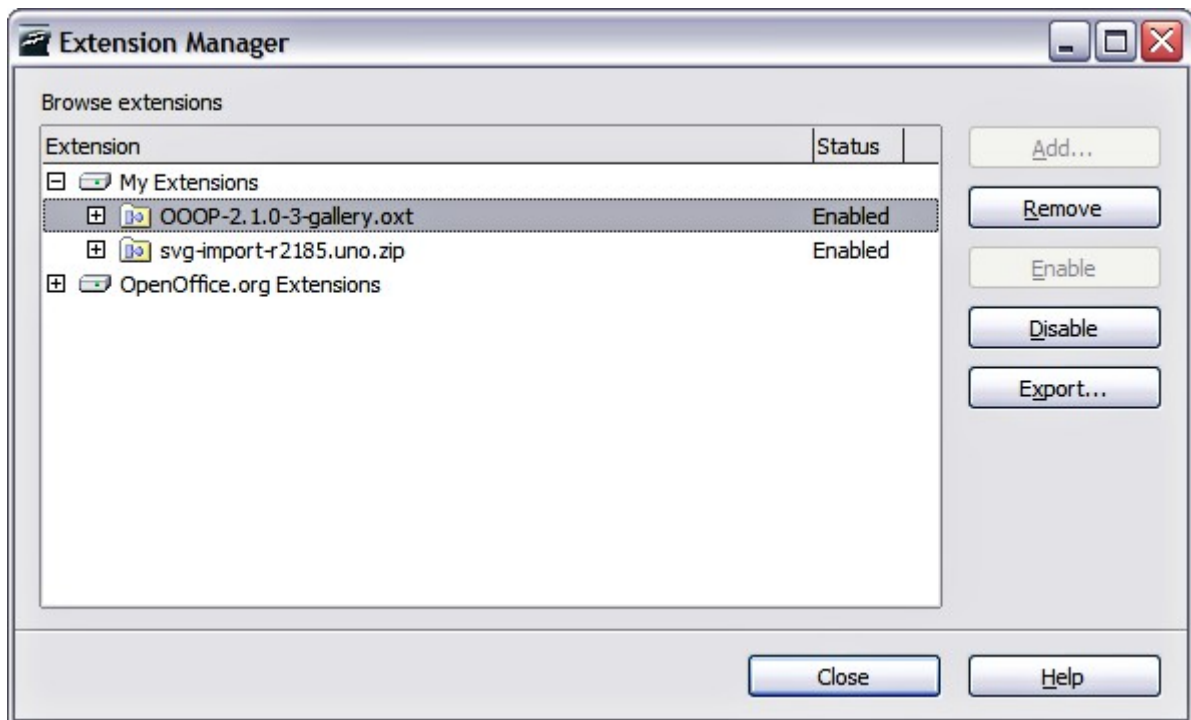 Extension Manager
Browse extensions
Extension Status
My Extensions
OOOP-2.1.0-3-gallery.oxt Enabled
svg-import-r2185.uno.zip Enabled
OpenOffice.org Extensions
Add...
Remove
Enable
Disable
Export...
Close Help